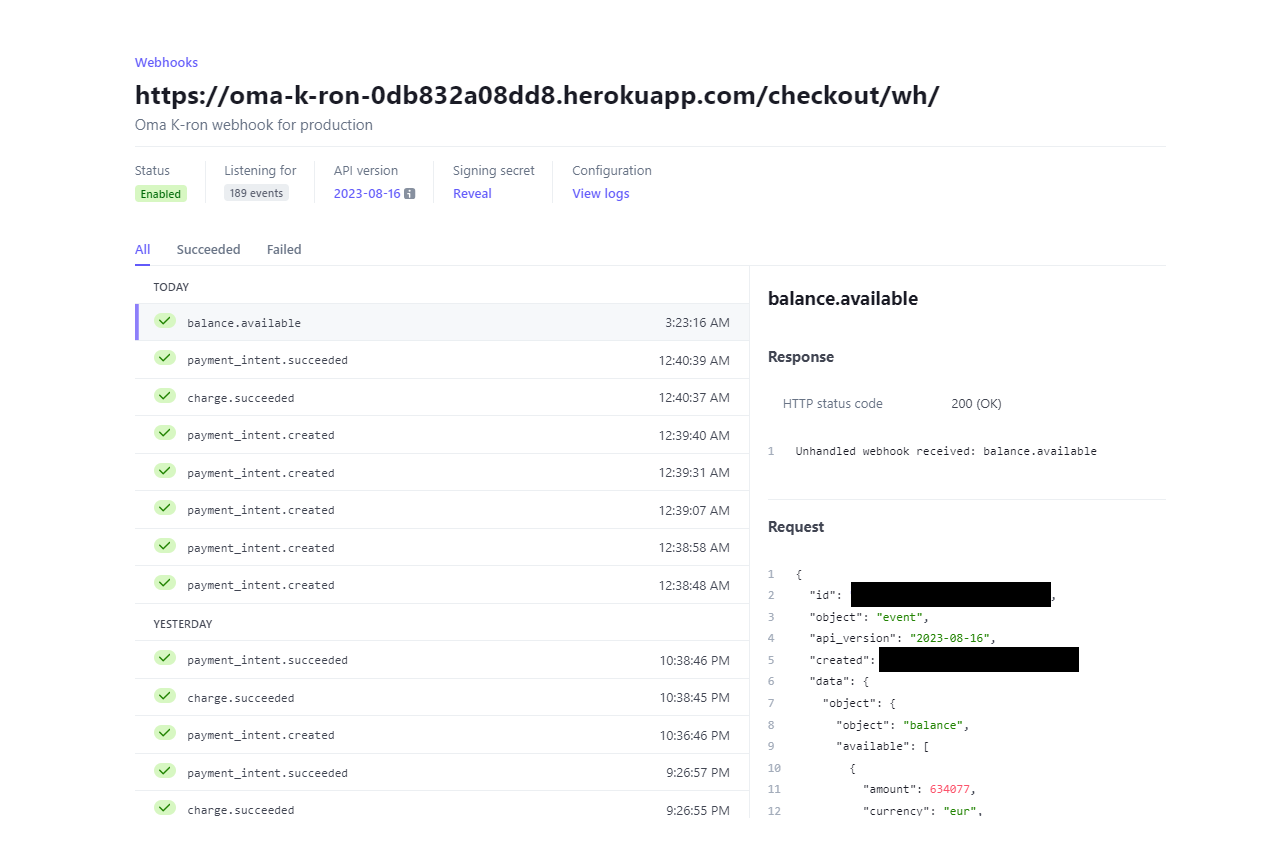 Webhooks
https://oma-k-ron-0db832a08dd8.herokuapp.com/checkout/wh/
Oma K-ron webhook for production
Status Listening for API version Signing secret Configuration
Enabled 189 events 2023-08-16 Reveal View logs
All Succeeded Failed
TODAY
balance.available 3:23:16 AM
payment_intent.succeeded 12:40:39 AM
charge.succeeded 12:40:37 AM
payment_intent.created 12:39:40 AM
payment_intent.created 12:39:31 AM
payment_intent.created 12:39:07 AM
payment_intent.created 12:38:58 AM
payment_intent.created 12:38:48 AM
YESTERDAY
payment_intent.succeeded 10:38:46 PM
charge.succeeded 10:38:45 PM
payment_intent.created 10:36:46 PM
payment_intent.succeeded 9:26:57 PM
charge.succeeded 9:26:55 PM
balance.available
Response
HTTP status code 200 (OK)
1 Unhandled webhook received: balance.available
Request
1 {
2 "id": ,
3 "object": "event",
4 "api_version": "2023-08-16",
5 "created":
6 "data": {
7 "object": {
8 "object": "balance",
9 "available": [
10 {
11 "amount": 634077,
12 "currency": "eur",